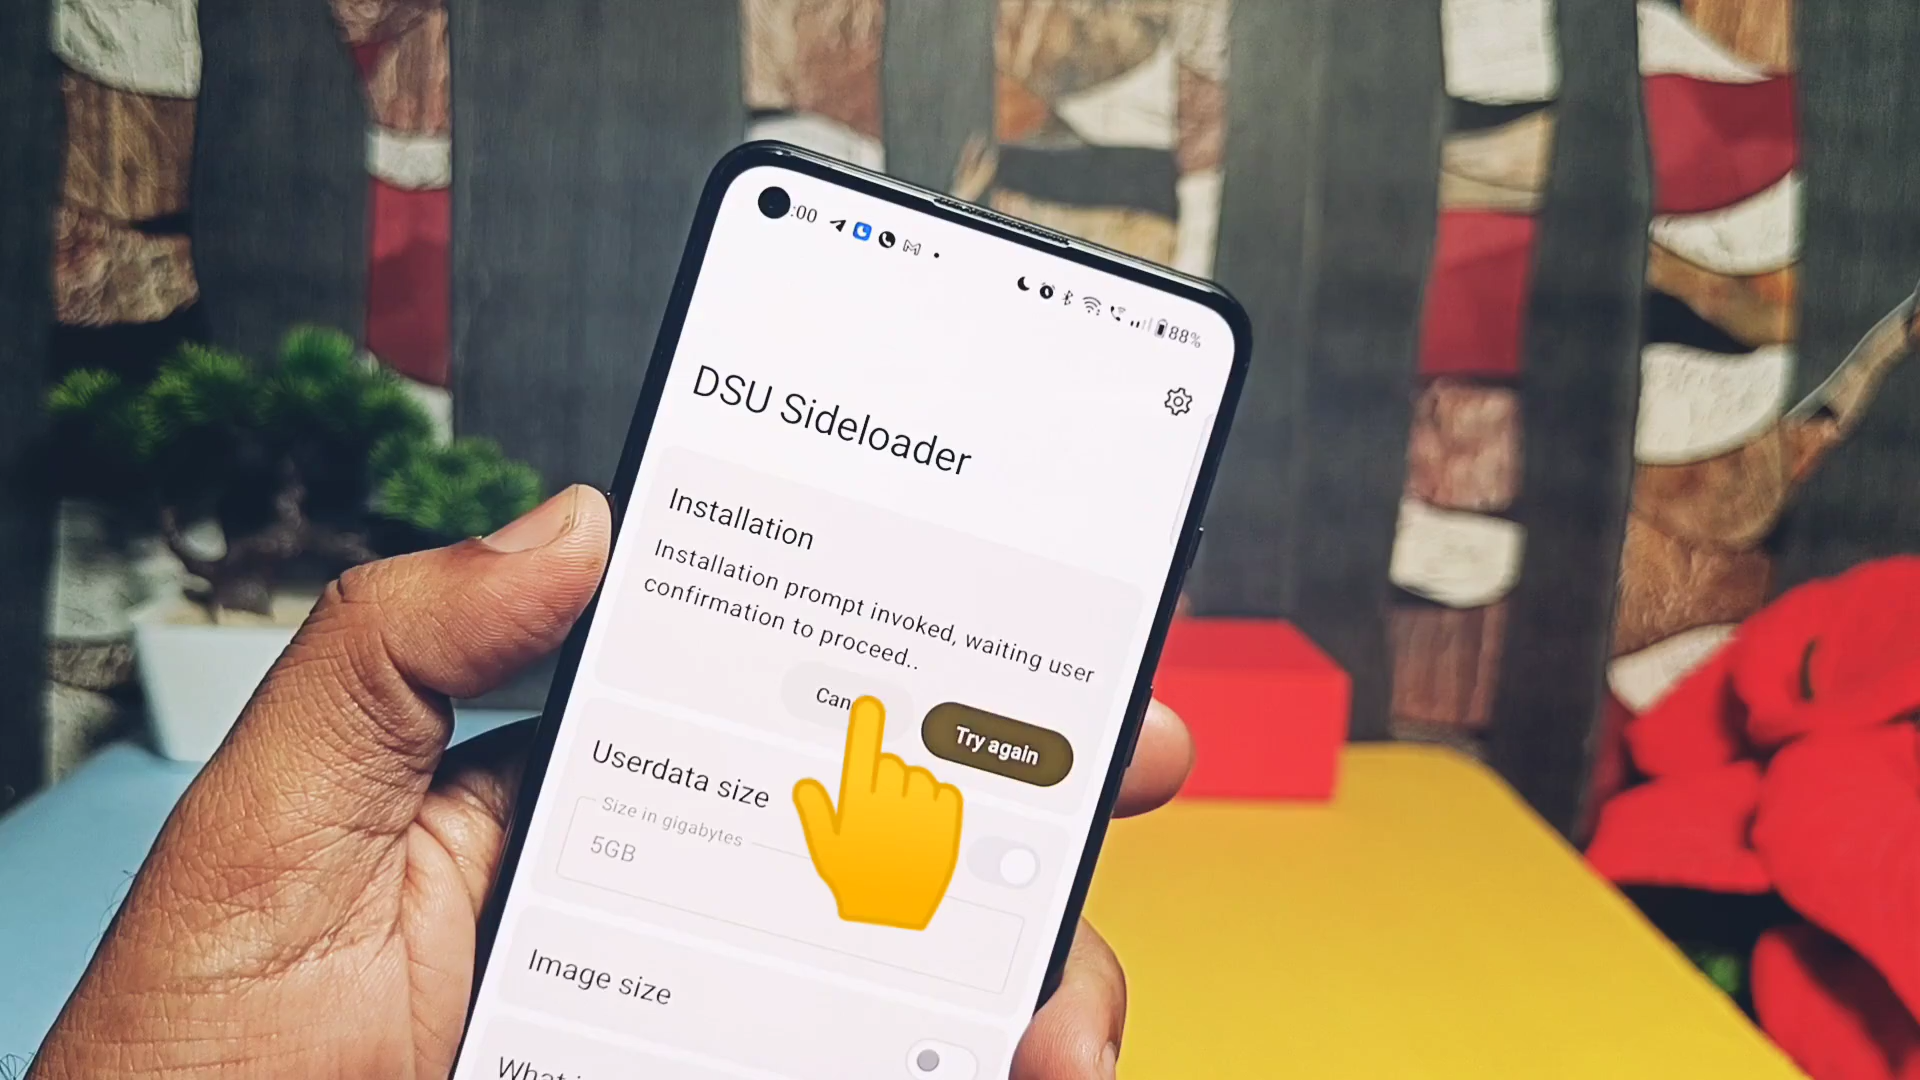 :00
88%
DSU Sideloader
Installation
Installation prompt invoked, waiting user
confirmation to proceed..
Try again
Userdata size
Size in gigabytes
5GB
Image size
What